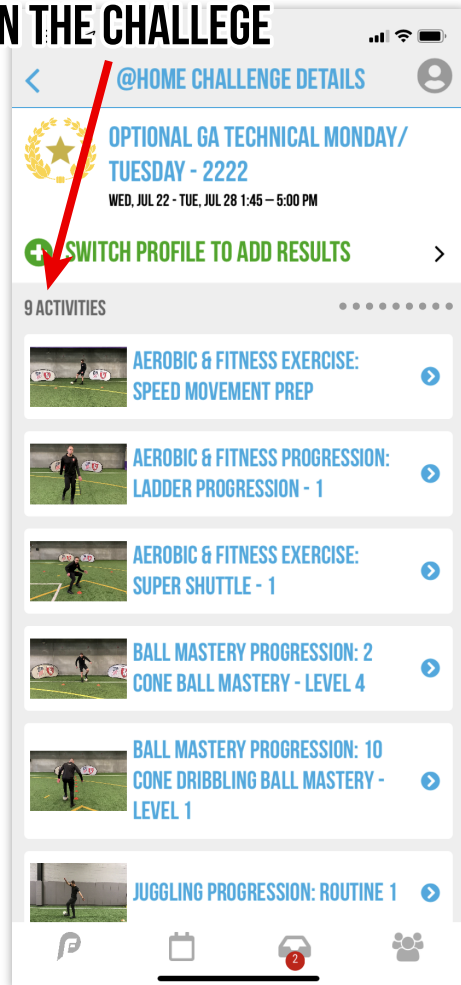 N THE CHALLEGE
@HOME CHALLENGE DETAILS
OPTIONAL GA TECHNICAL MONDAY/
TUESDAY - 2222
WED, JUL 22 - TUE, JUL 28 1:45 – 5:00 PM
SWITCH PROFILE TO ADD RESULTS
9 ACTIVITIES
AEROBIC & FITNESS EXERCISE:
SPEED MOVEMENT PREP
AEROBIC & FITNESS PROGRESSION:
LADDER PROGRESSION - 1
AEROBIC & FITNESS EXERCISE:
SUPER SHUTTLE - 1
BALL MASTERY PROGRESSION: 2
CONE BALL MASTERY - LEVEL 4
BALL MASTERY PROGRESSION: 10
CONE DRIBBLING BALL MASTERY -
LEVEL 1
JUGGLING PROGRESSION: ROUTINE 1
2